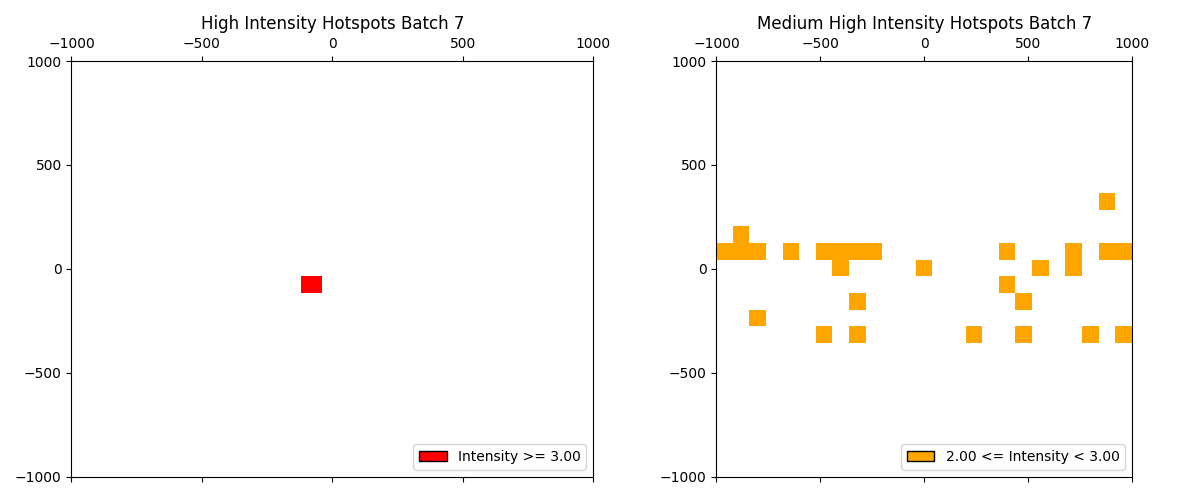 High Intensity Hotspots Batch 7
−1000 −500 0 500 1000
1000
500
0
−500
−1000
Intensity >= 3.00
Medium High Intensity Hotspots Batch 7
−1000 −500 0 500 1000
1000
500
0
−500
−1000
2.00 <= Intensity < 3.00